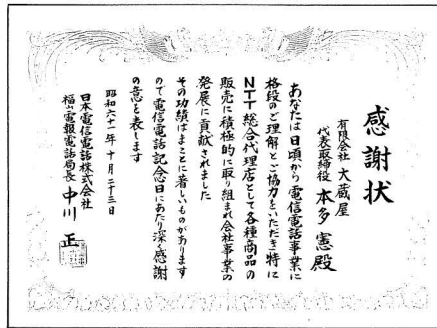 感謝状
有限会社 大蔵屋
代表取締役 本多 憲殿
あなたは日頃から電信電話事業に
格段のご理解とご協力をいただき特に
NTT総合代理店として各種商品の
販売に積極的に取り組まれ会社事業の
発展に貢献されました
その功績はまことに著しいものがあります
ので電信電話記念日にあたり深く感謝
の意を表します
昭和六十一年十月二十三日
日本電信電話株式会社
福山電報電話局長 中川 正